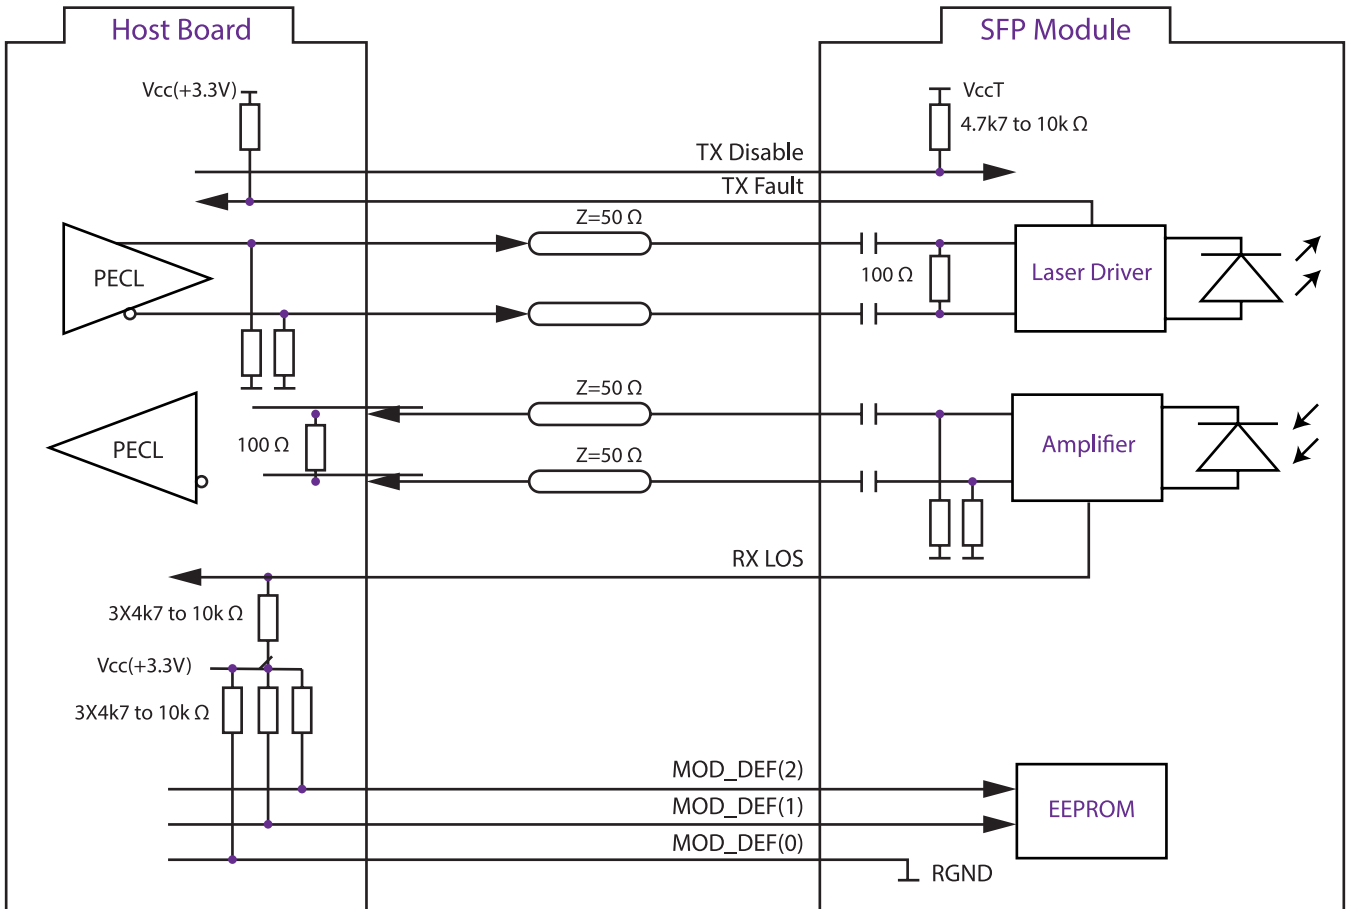 Host Board
SFP Module
Vcc(+3.3V)
VccT
4.7k7 to 10k Ω
TX Disable
TX Fault
Z=50 Ω
PECL
100 Ω
Laser Driver
Z=50 Ω
PECL
100 Ω
Z=50 Ω
Amplifier
RX LOS
3X4k7 to 10k Ω
Vcc(+3.3V)
3X4k7 to 10k Ω
MOD_DEF(2)
MOD_DEF(1)
EEPROM
MOD_DEF(0)
RGND